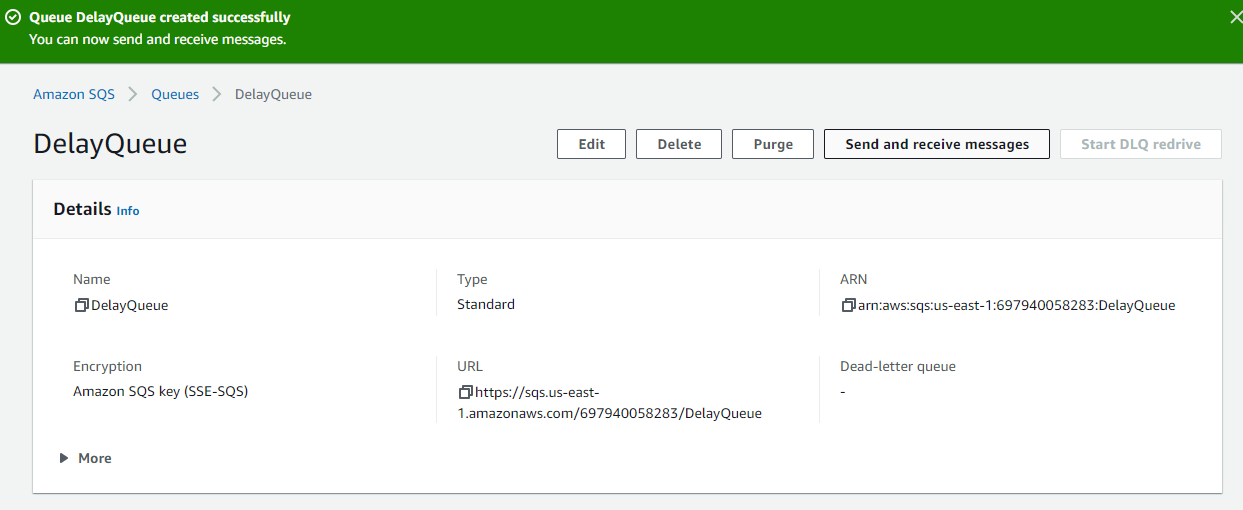 Queue DelayQueue created successfully
You can now send and receive messages.
Amazon SQS > Queues > DelayQueue
DelayQueue
Edit Delete Purge Send and receive messages Start DLQ redrive
Details Info
Name
DelayQueue
Type
Standard
ARN
arn:aws:sqs:us-east-1:697940058283:DelayQueue
Encryption
Amazon SQS key (SSE-SQS)
URL
https://sqs.us-east-
1.amazonaws.com/697940058283/DelayQueue
Dead-letter queue
-
More